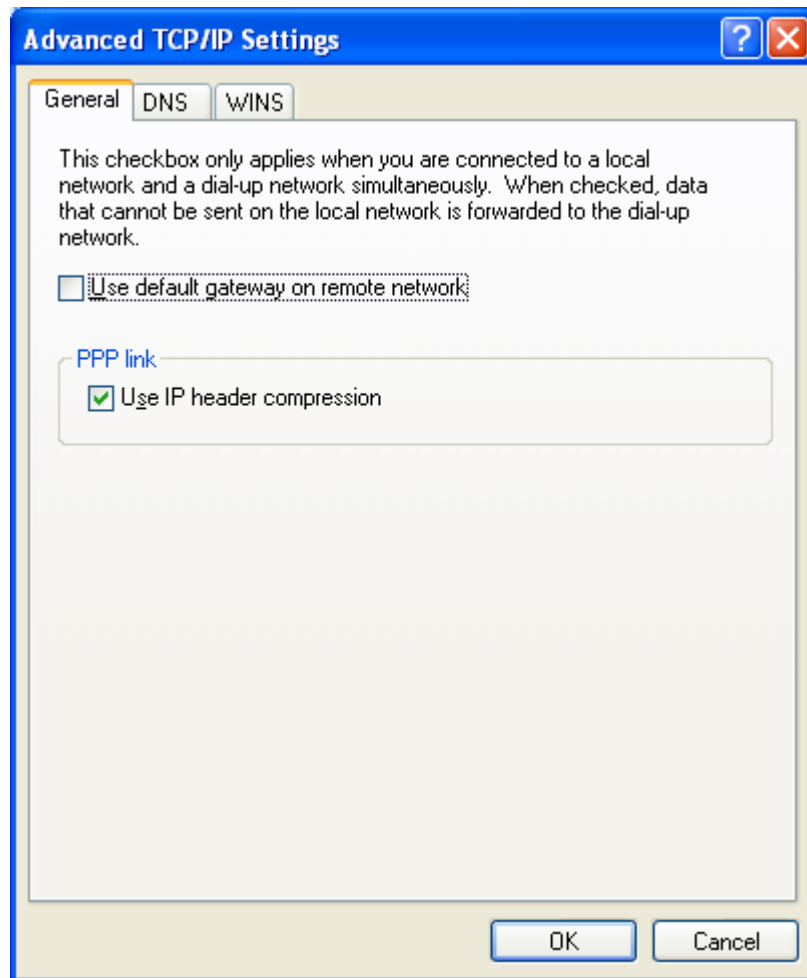 Advanced TCP/IP Settings
General DNS WINS
This checkbox only applies when you are connected to a local
network and a dial-up network simultaneously. When checked, data
that cannot be sent on the local network is forwarded to the dial-up
network.
Use default gateway on remote network
PPP link
Use IP header compression
OK Cancel